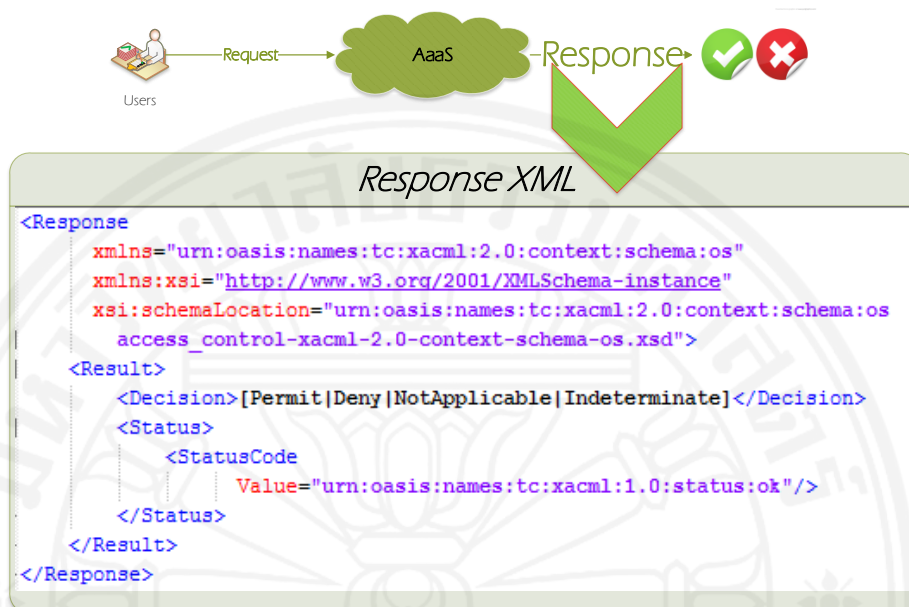 Request
AaaS
Response
Users
Response XML
<Response
xmlns="urn:oasis:names:tc:xacml:2.0:context:schema:os"
xmlns:xsi="http://www.w3.org/2001/XMLSchema-instance"
xsi:schemaLocation="urn:oasis:names:tc:xacml:2.0:context:schema:os
access_control-xacml-2.0-context-schema-os.xsd">
<Result>
<Decision>[Permit|Deny|NotApplicable|Indeterminate]</Decision>
<Status>
<StatusCode
Value="urn:oasis:names:tc:xacml:1.0:status:ok"/>
</Status>
</Result>
</Response>